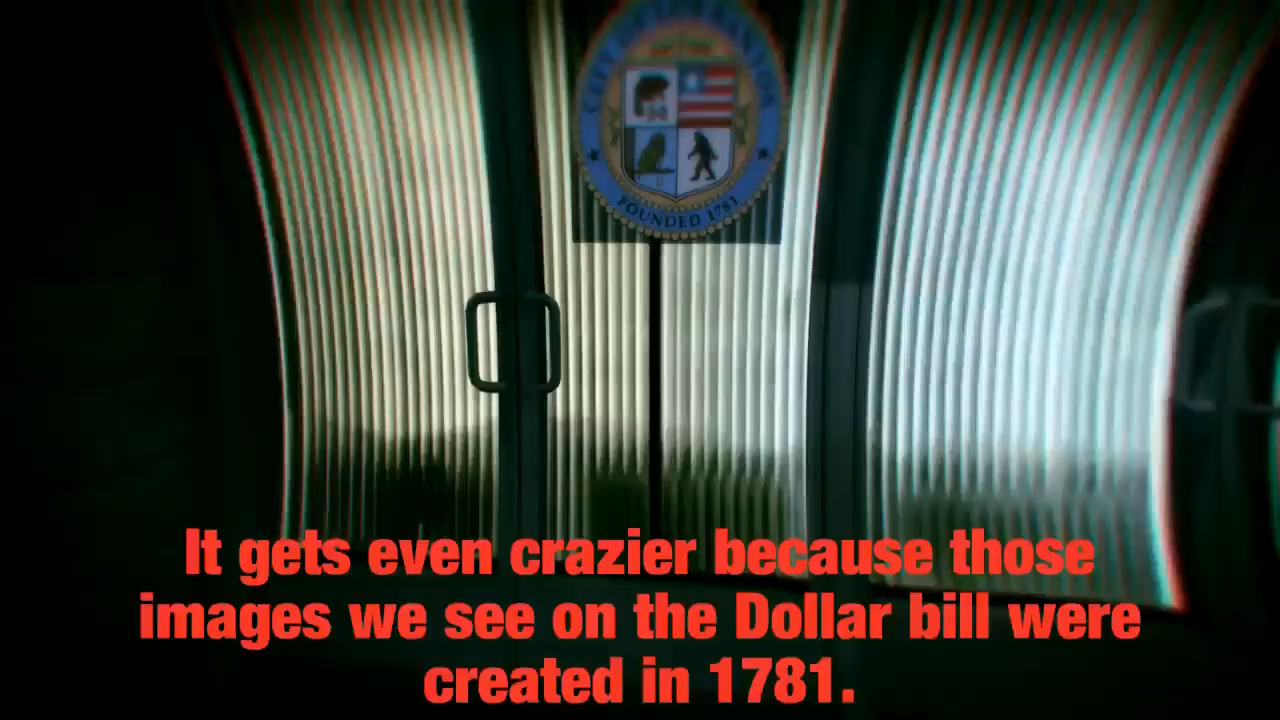 FOUNDED 1781
It gets even crazier because those
images we see on the Dollar bill were
created in 1781.